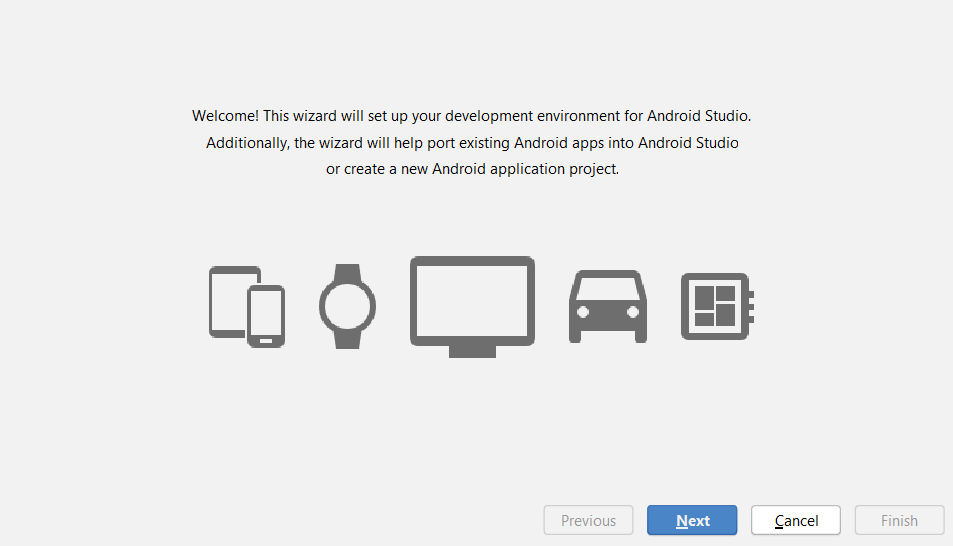 Welcome! This wizard will set up your development environment for Android Studio.
Additionally, the wizard will help port existing Android apps into Android Studio
or create a new Android application project.
Previous
Next
Cancel
Finish